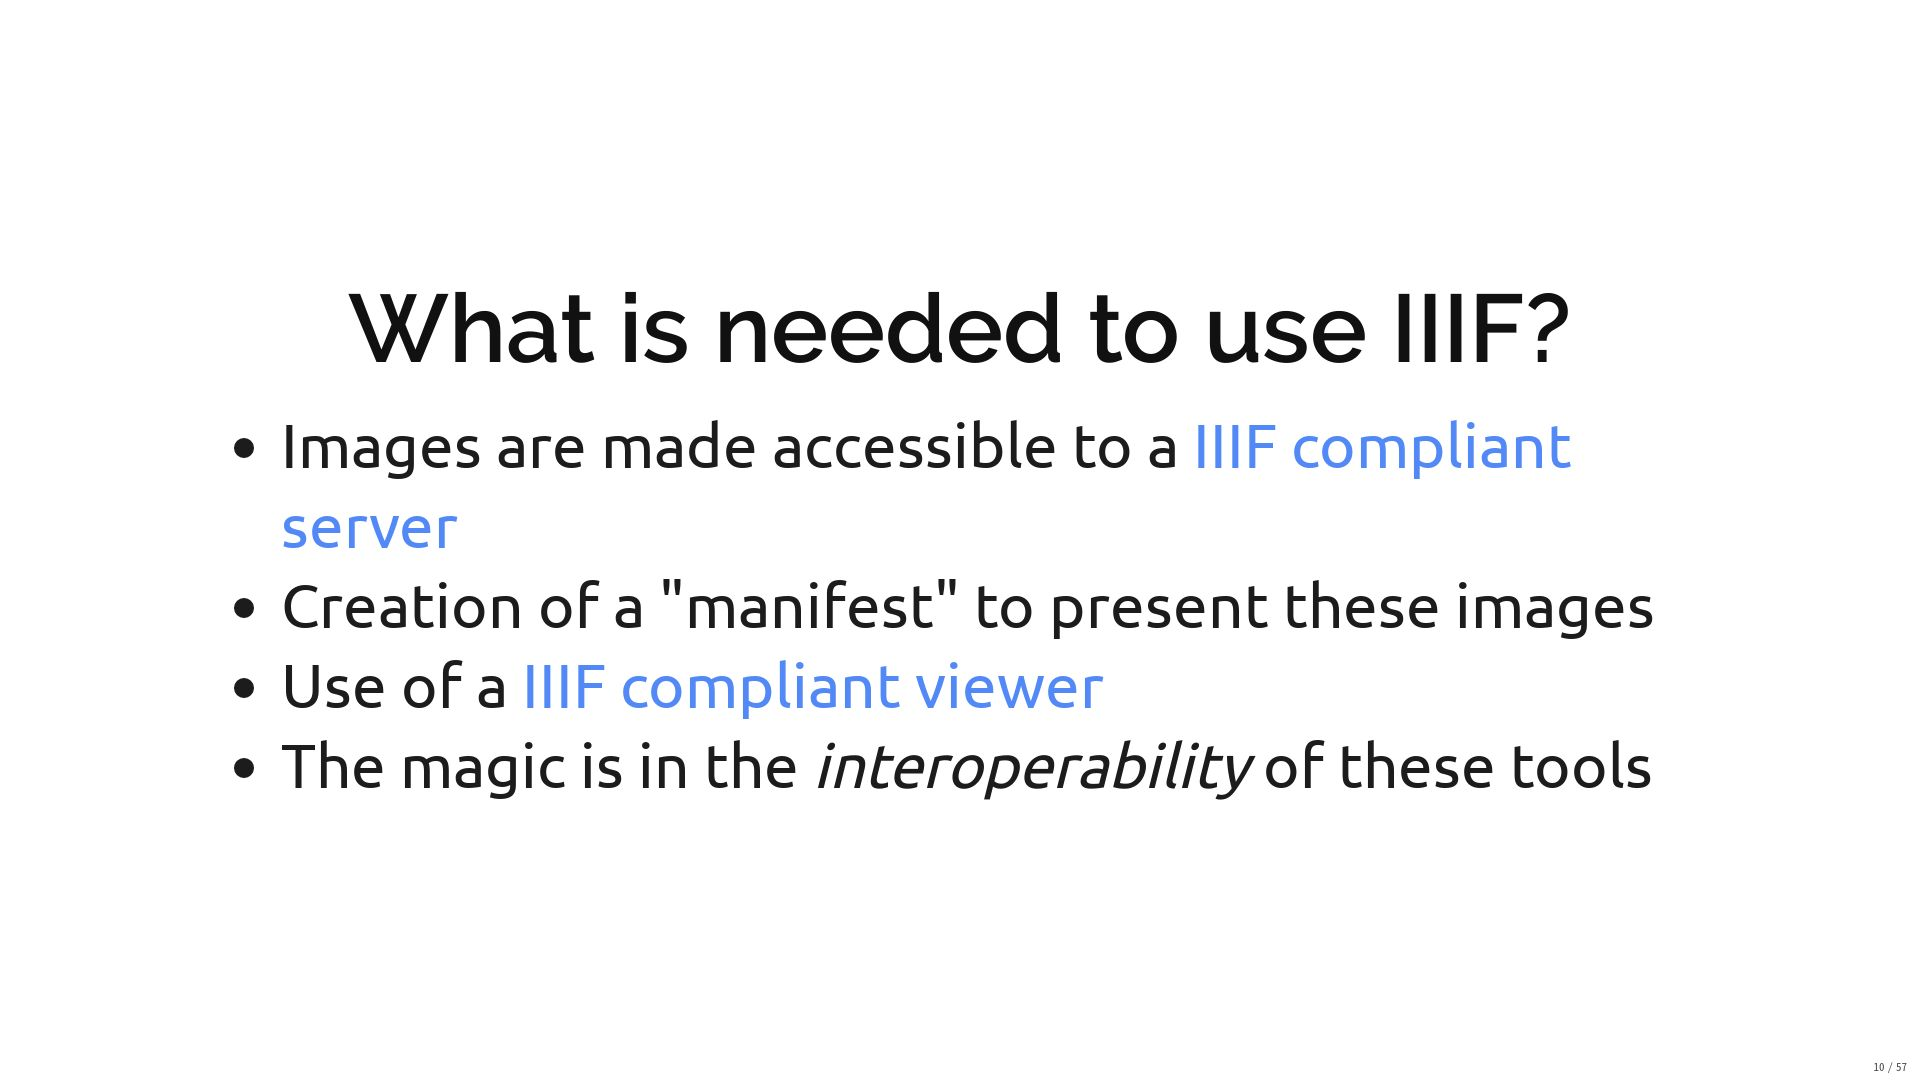 What is needed to use IIIF?
• Images are made accessible to a IIIF compliant
server
• Creation of a "manifest" to present these images
• Use of a IIIF compliant viewer
• The magic is in the interoperability of these tools
10 / 57